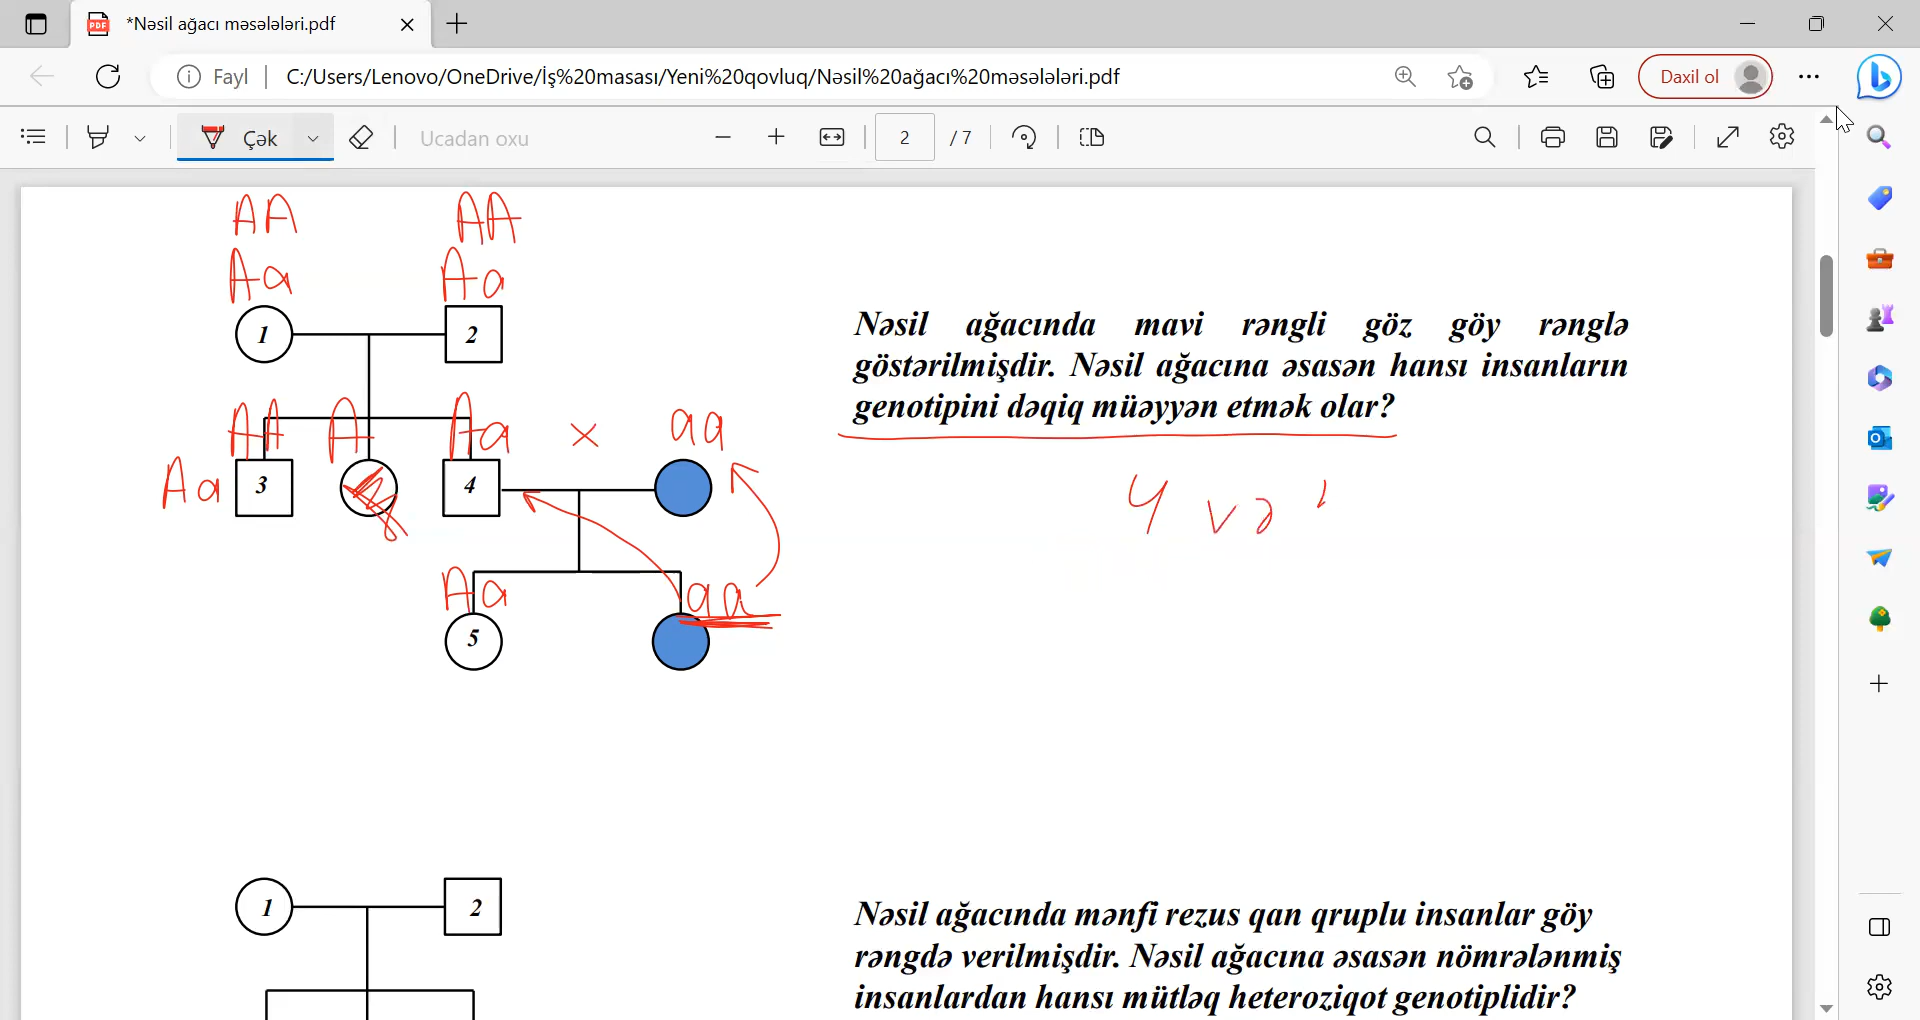 *Nəsil ağacı məsələləri.pdf
Fayl C:/Users/Lenovo/OneDrive/İş%20masası/Yeni%20qovluq/Nəsil%20ağacı%20məsələləri.pdf
Daxil ol
Çək
Ucadan oxu
2 / 7
AA AA
Aa Aa
1 2
Nəsil ağacında mavi rəngli göz göy rənglə
göstərilmişdir. Nəsil ağacına əsasən hansı insanların
genotipini dəqiq müəyyən etmək olar?
AA A Aa x aa
Aa 3 4
4 və
Aa aa
5
1 2
Nəsil ağacında mənfi rezus qan qruplu insanlar göy
rəngdə verilmişdir. Nəsil ağacına əsasən nömrələnmiş
insanlardan hansı mütləq heteroziqot genotiplidir?